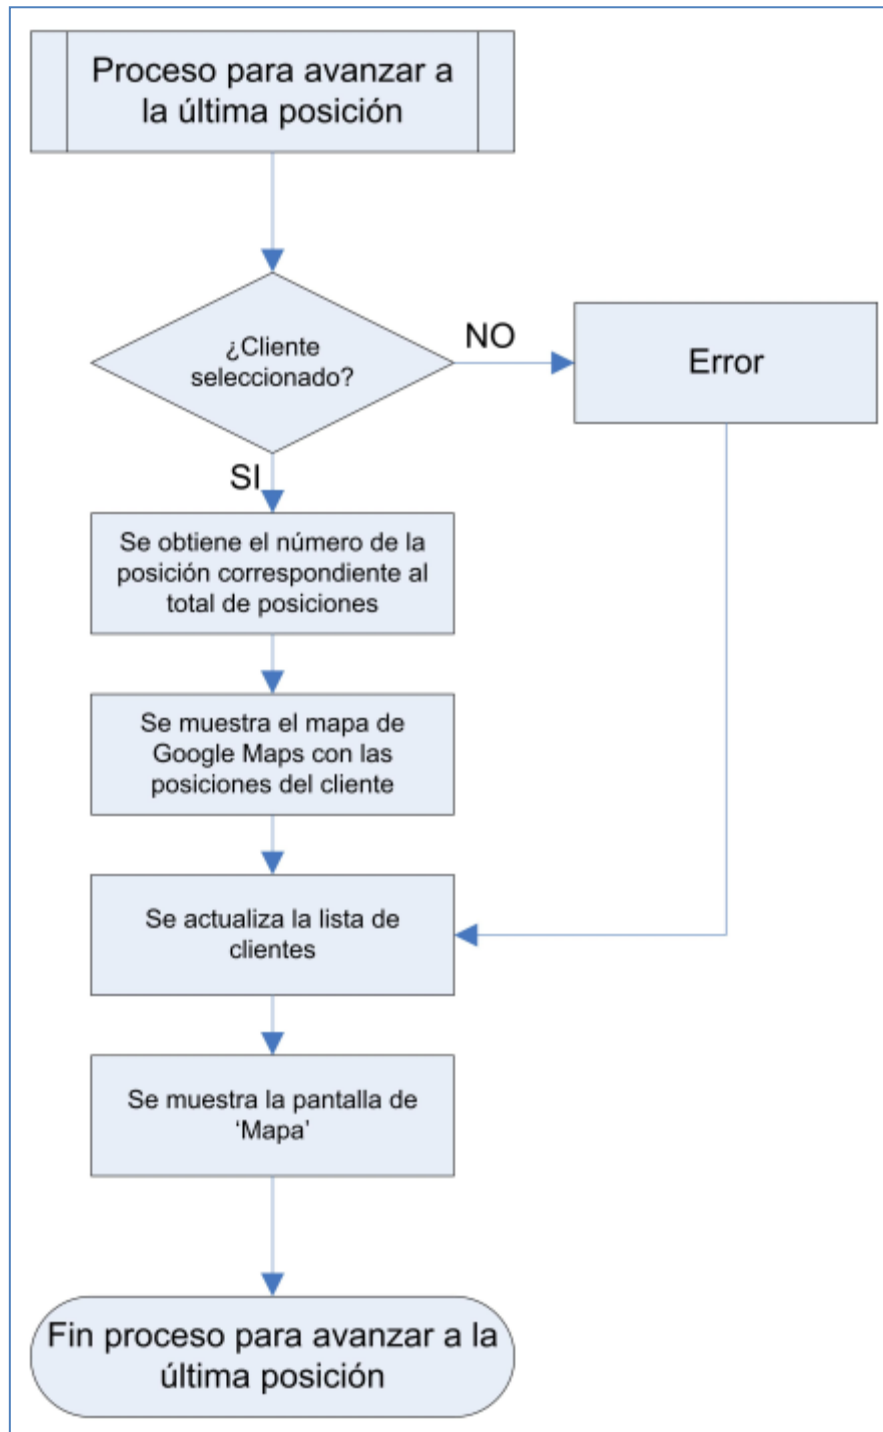 Proceso para avanzar a
la última posición
¿Cliente
seleccionado?
NO
Error
SI
Se obtiene el número de la
posición correspondiente al
total de posiciones
Se muestra el mapa de
Google Maps con las
posiciones del cliente
Se actualiza la lista de
clientes
Se muestra la pantalla de
‘Mapa’
Fin proceso para avanzar a la
última posición